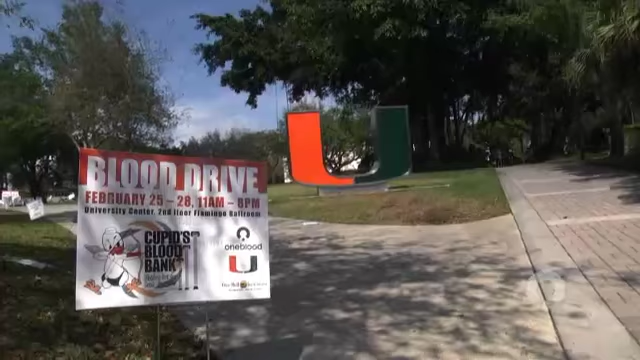 BLOOD DRIVE
FEBRUARY 25 – 28, 11AM – 8PM
University Center, 2nd floor Flamingo Ballroom
CUPID'S
BLOOD
BANK
oneblood
U
U